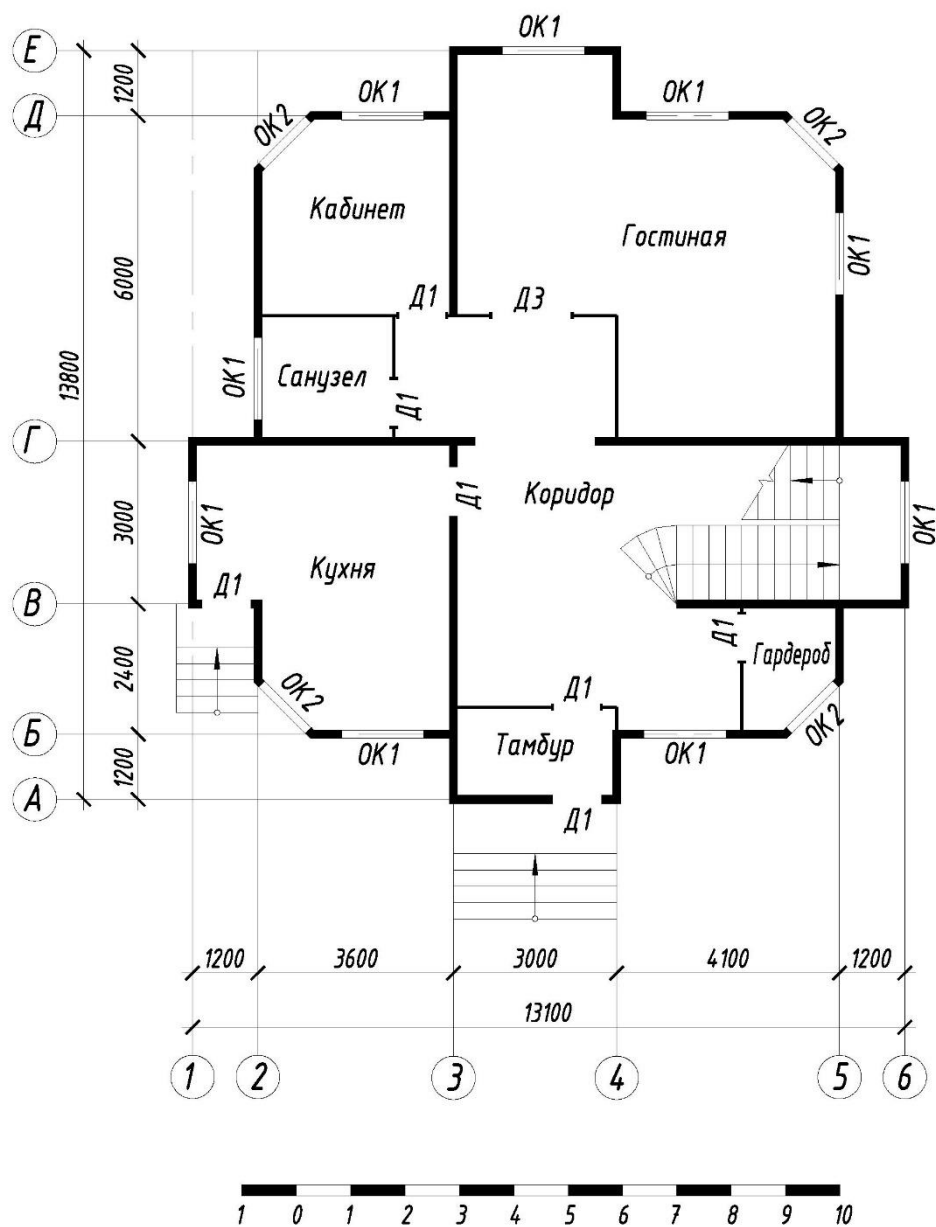 ОК1
Е
1200
ОК1
ОК1
Д
ОК2
ОК2
Кабинет
Гостиная
ОК1
6000
Д1
Д3
13800
ОК1
Санузел
Д1
Г
3000
ОК1
Д1
Коридор
ОК1
Кухня
Д1
В
Д1
Гардероб
2400
ОК2
Д1
ОК2
Б
ОК1
Тамбур
ОК1
1200
А
Д1
1200
3600
3000
4100
1200
13100
1
2
3
4
5
6
1 0 1 2 3 4 5 6 7 8 9 10